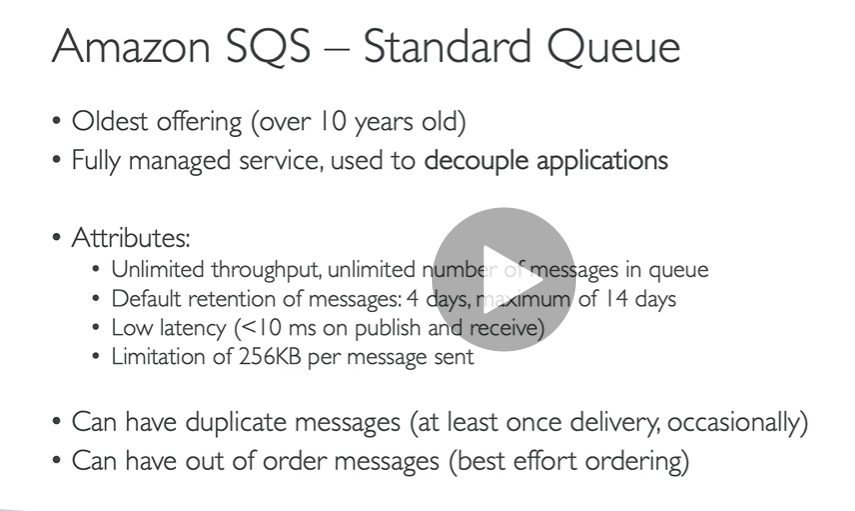 Amazon SQS – Standard Queue
• Oldest offering (over 10 years old)
• Fully managed service, used to decouple applications
• Attributes:
• Unlimited throughput, unlimited number of messages in queue
• Default retention of messages: 4 days, maximum of 14 days
• Low latency (<10 ms on publish and receive)
• Limitation of 256KB per message sent
• Can have duplicate messages (at least once delivery, occasionally)
• Can have out of order messages (best effort ordering)